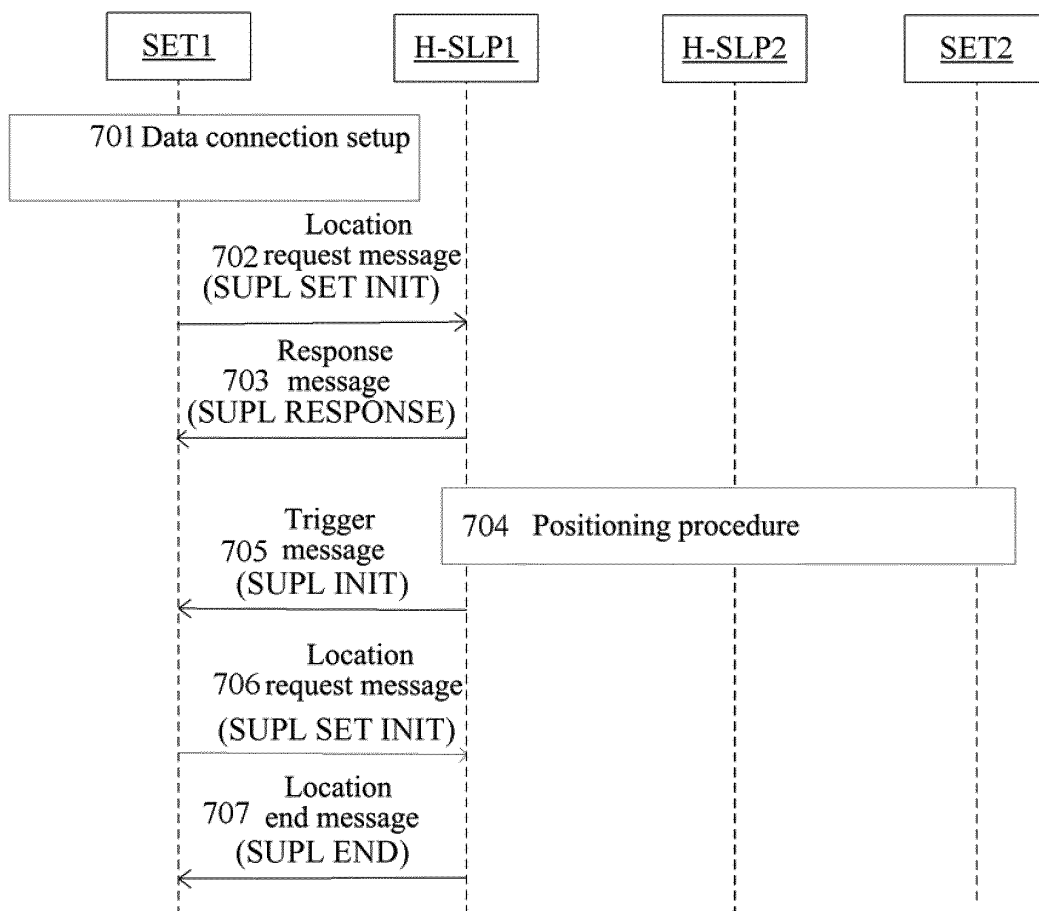 SET1
H-SLP1
H-SLP2
SET2
701 Data connection setup
Location
702 request message
(SUPL SET INIT)
Response
703 message
(SUPL RESPONSE)
704 Positioning procedure
Trigger
705 message
(SUPL INIT)
Location
706 request message
(SUPL SET INIT)
Location
707 end message
(SUPL END)